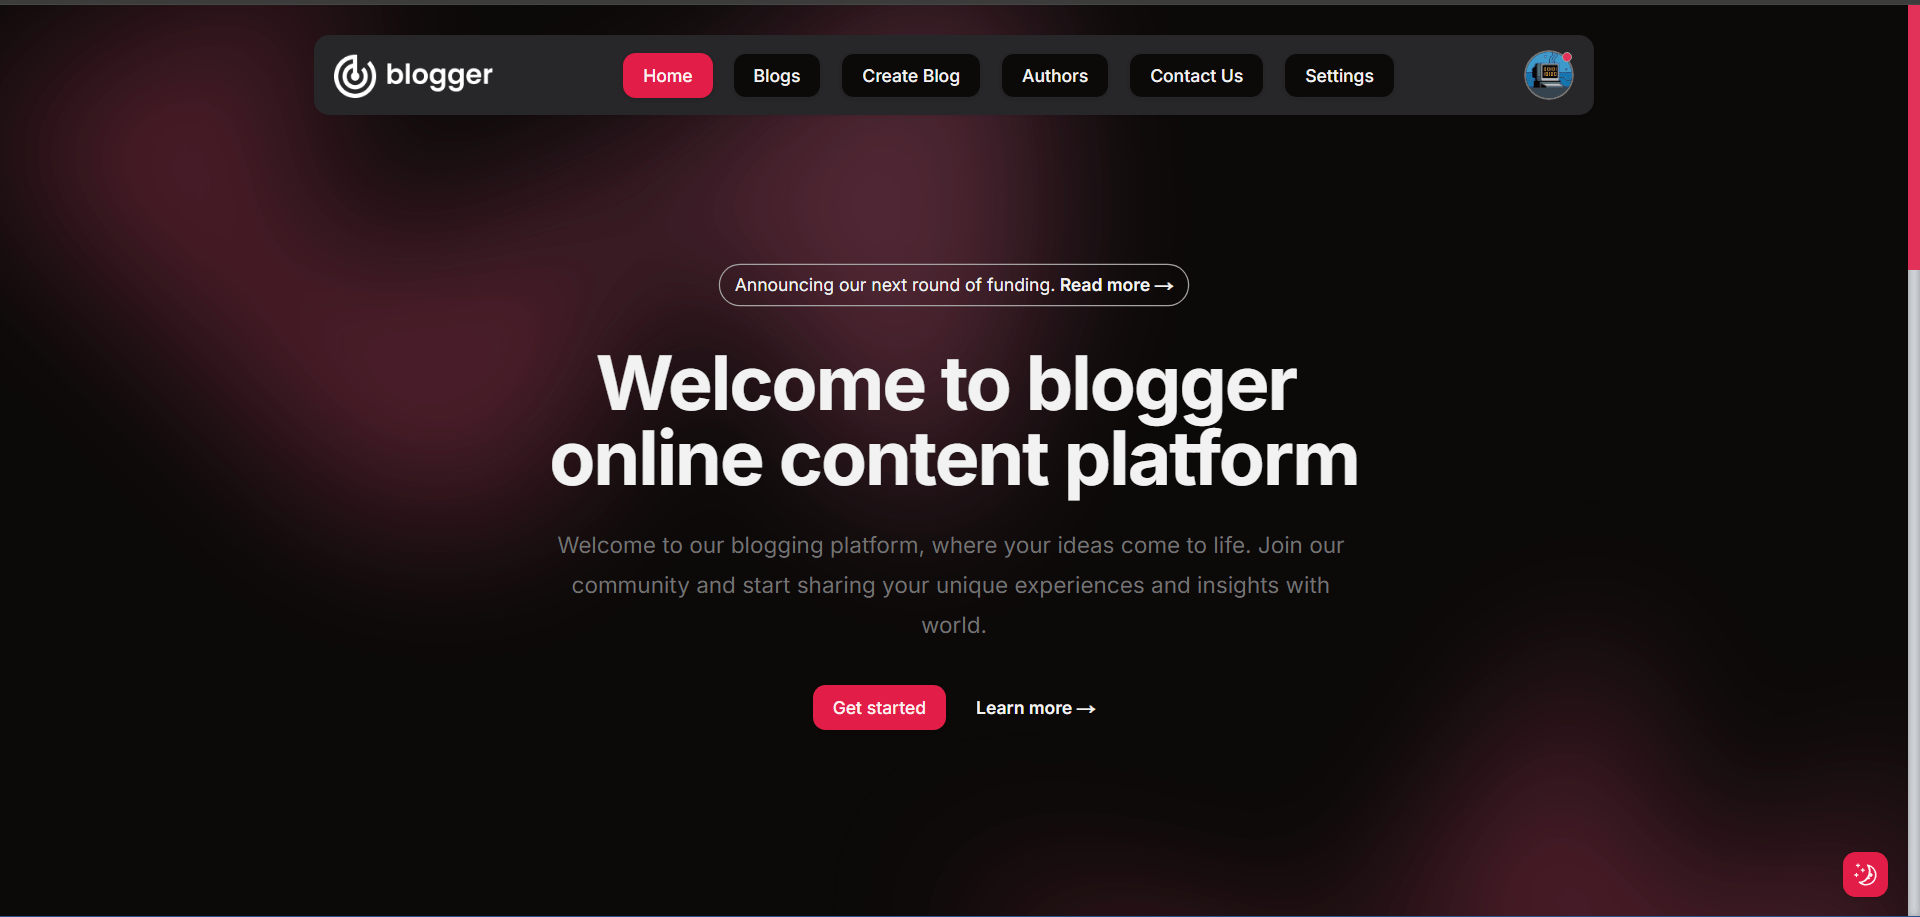 blogger
Home
Blogs
Create Blog
Authors
Contact Us
Settings
Announcing our next round of funding. Read more →
Welcome to blogger
online content platform
Welcome to our blogging platform, where your ideas come to life. Join our
community and start sharing your unique experiences and insights with
world.
Get started
Learn more →